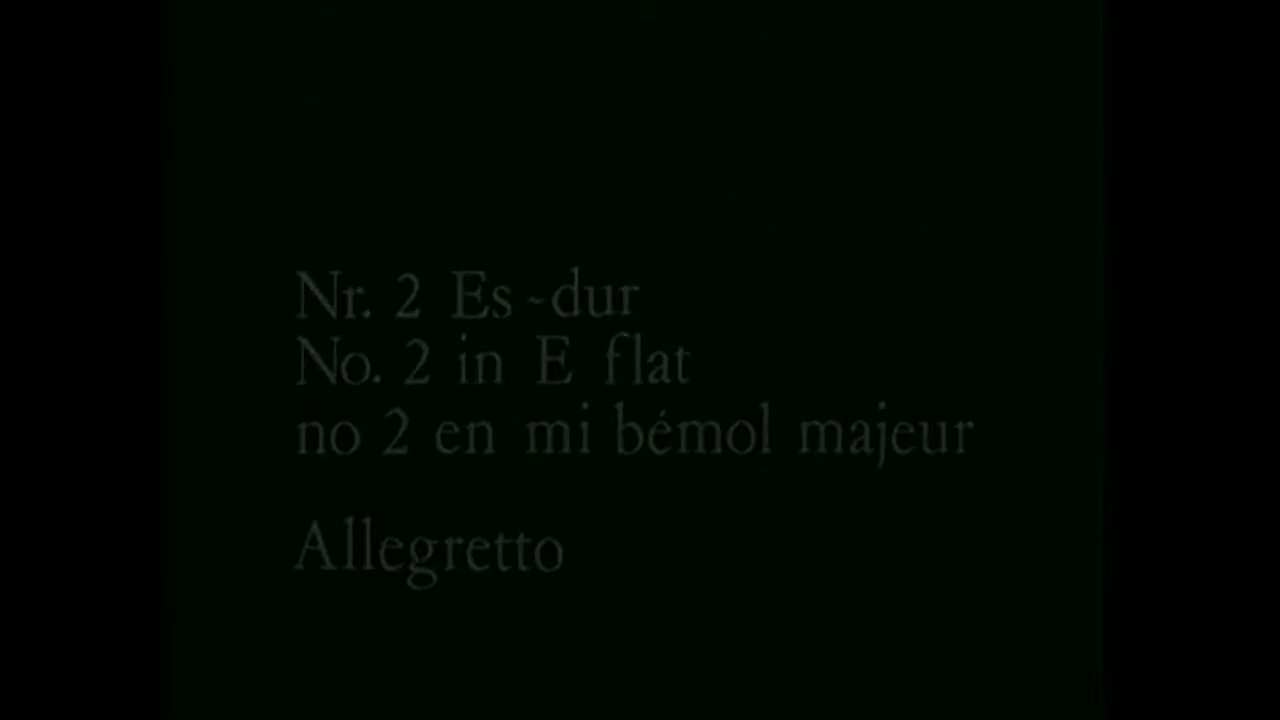 Nr. 2 Es-dur
No. 2 in E flat
no 2 en mi bémol majeur
Allegretto